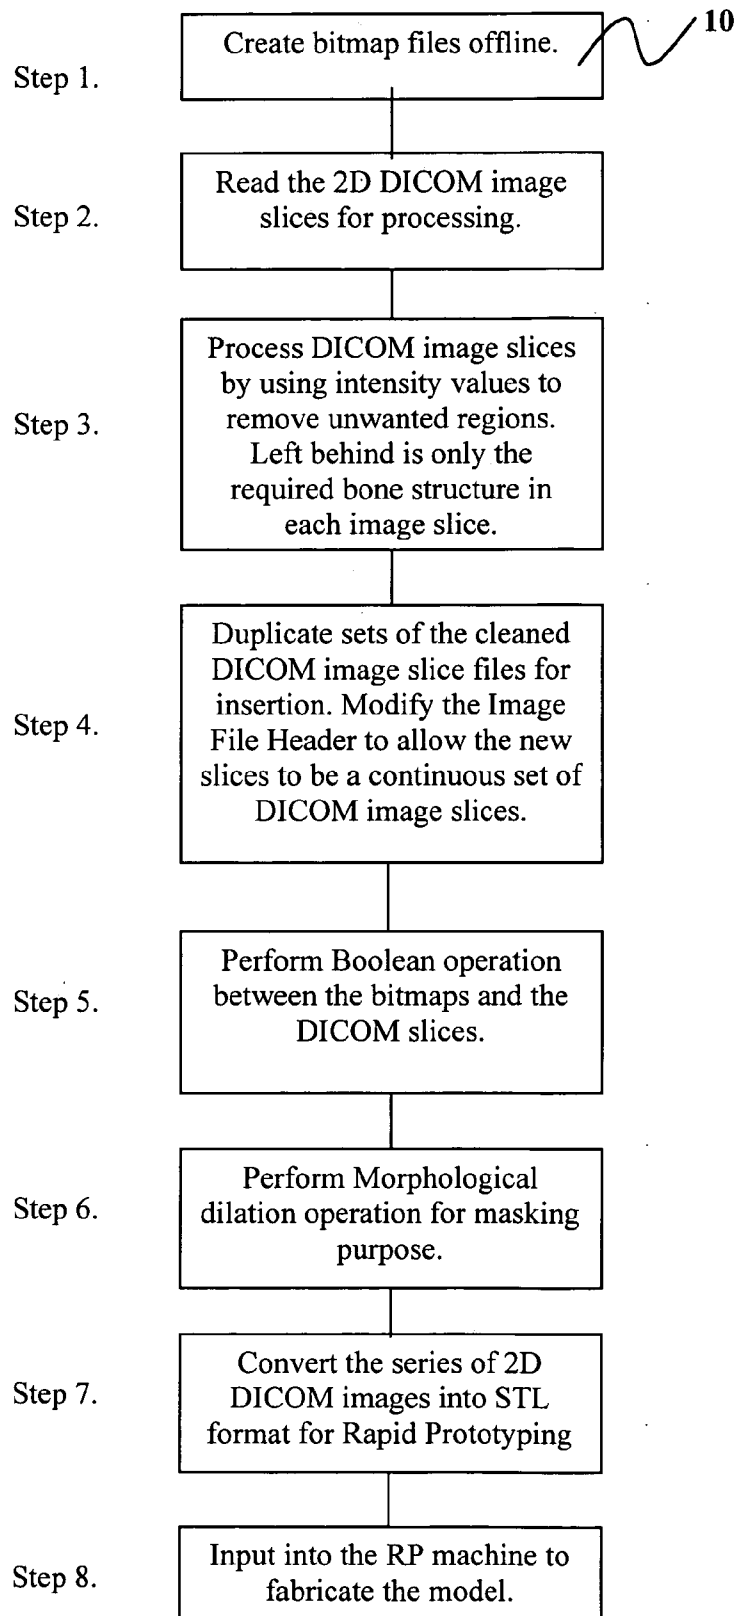 10
Create bitmap files offline.
Step 1.
Read the 2D DICOM image
slices for processing.
Step 2.
Process DICOM image slices
by using intensity values to
remove unwanted regions.
Left behind is only the
required bone structure in
each image slice.
Step 3.
Duplicate sets of the cleaned
DICOM image slice files for
insertion. Modify the Image
File Header to allow the new
slices to be a continuous set of
DICOM image slices.
Step 4.
Perform Boolean operation
between the bitmaps and the
DICOM slices.
Step 5.
Perform Morphological
dilation operation for masking
purpose.
Step 6.
Convert the series of 2D
DICOM images into STL
format for Rapid Prototyping
Step 7.
Input into the RP machine to
fabricate the model.
Step 8.